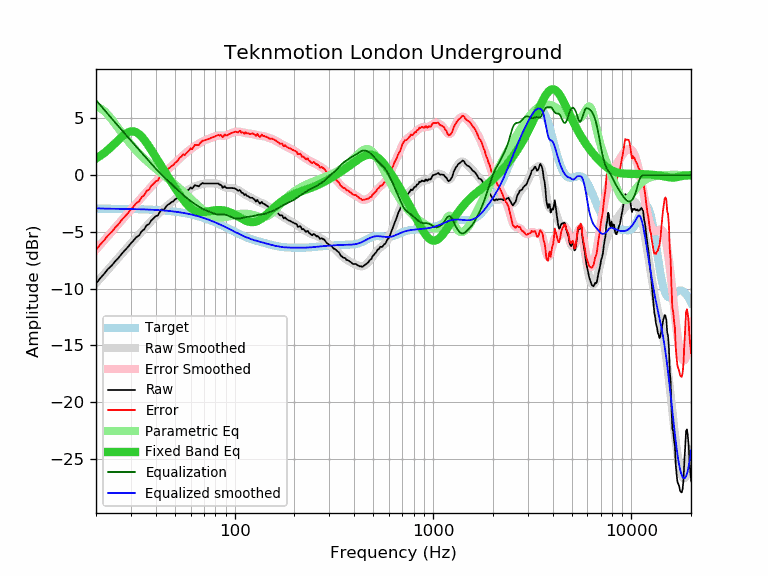 Teknmotion London Underground
Amplitude (dBr)
5
0
−5
−10
−15
−20
−25
Target
Raw Smoothed
Error Smoothed
Raw
Error
Parametric Eq
Fixed Band Eq
Equalization
Equalized smoothed
100
1000
10000
Frequency (Hz)